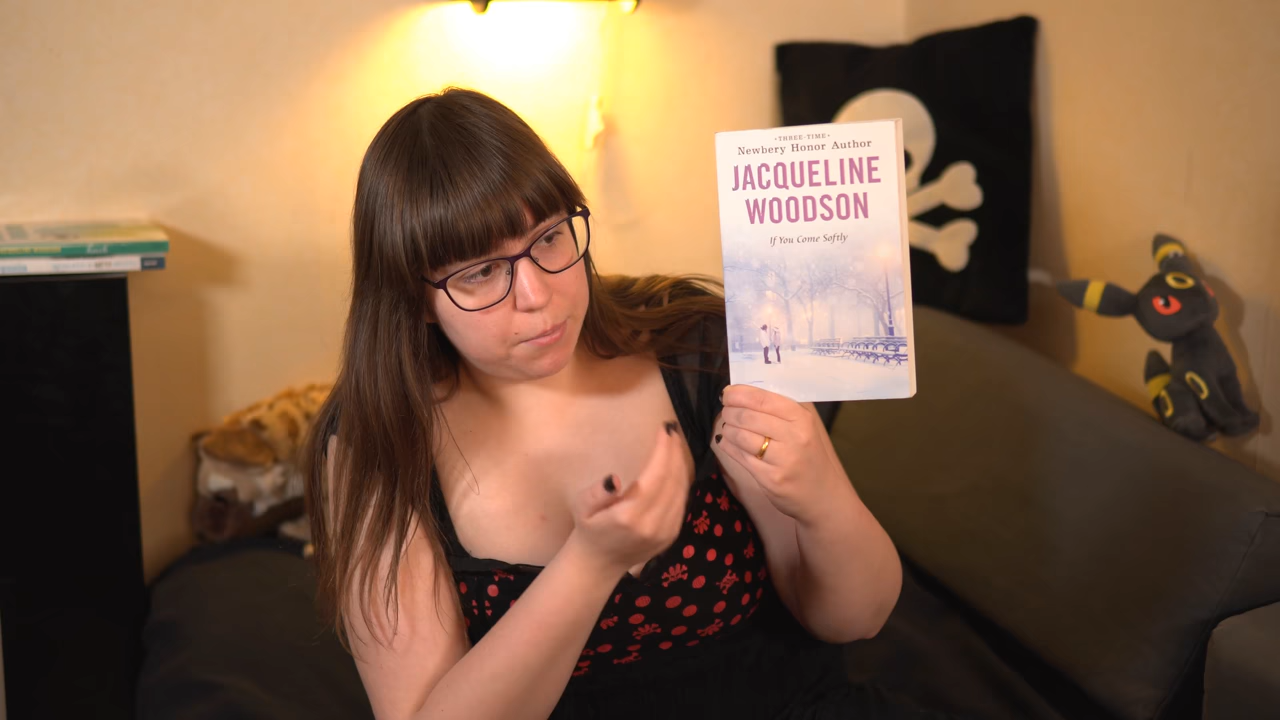 •THREE-TIME•
Newbery Honor Author
JACQUELINE
WOODSON
If You Come Softly